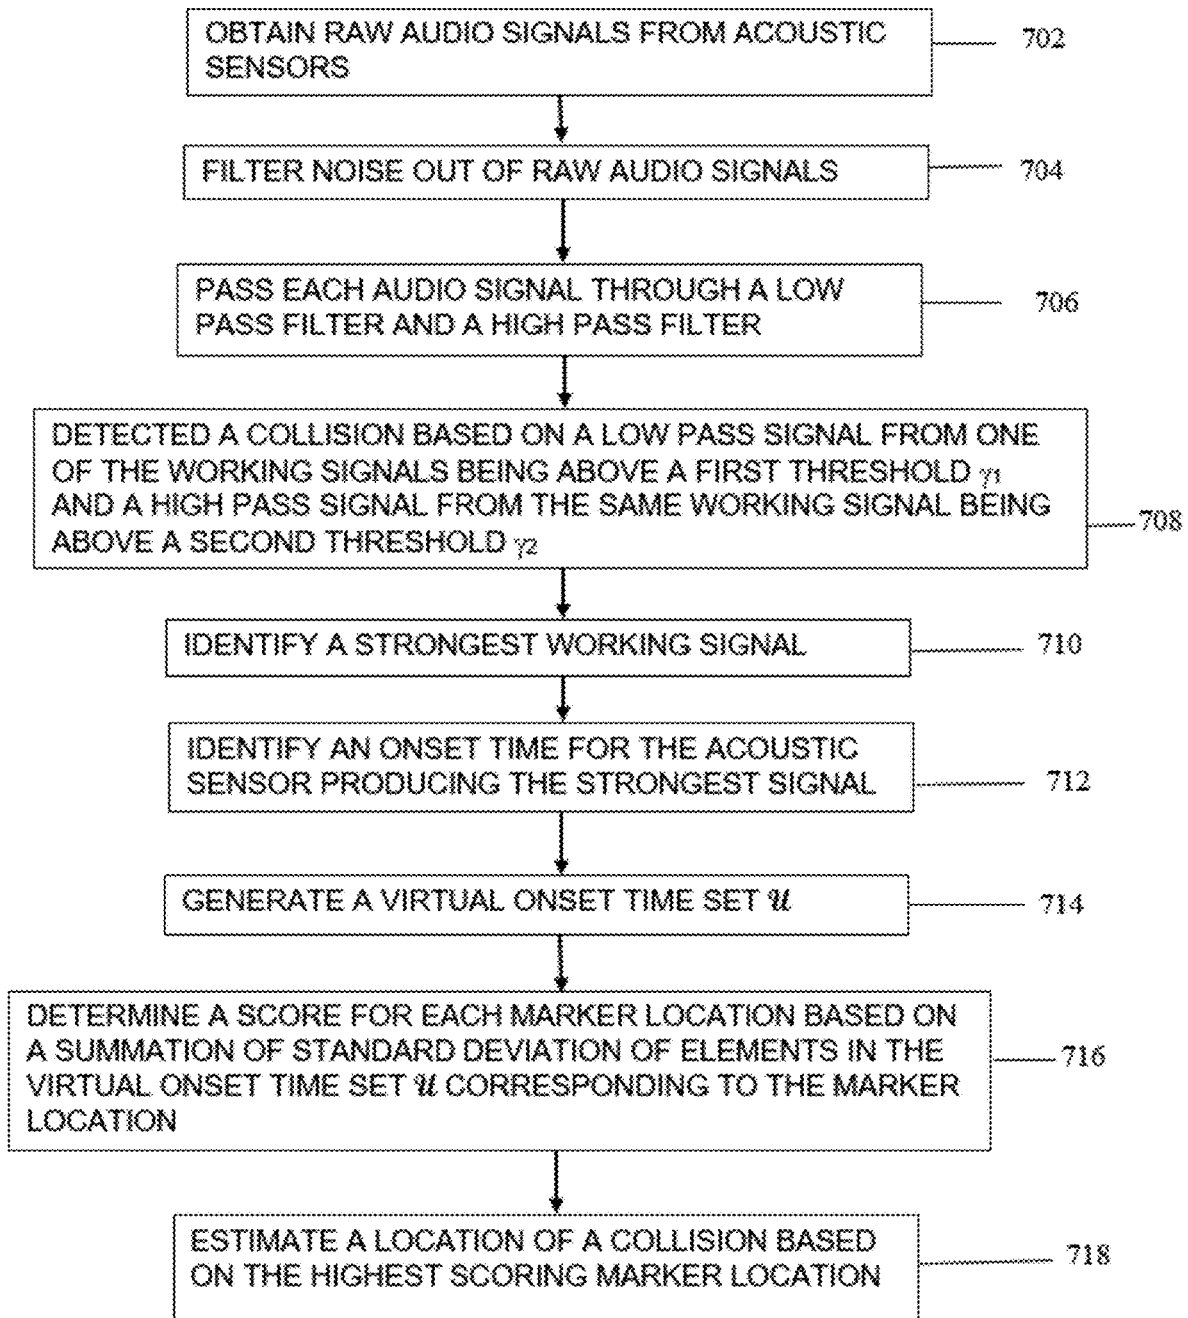 OBTAIN RAW AUDIO SIGNALS FROM ACOUSTIC
SENSORS
702
FILTER NOISE OUT OF RAW AUDIO SIGNALS
704
PASS EACH AUDIO SIGNAL THROUGH A LOW
PASS FILTER AND A HIGH PASS FILTER
706
DETECTED A COLLISION BASED ON A LOW PASS SIGNAL FROM ONE
OF THE WORKING SIGNALS BEING ABOVE A FIRST THRESHOLD γ1
AND A HIGH PASS SIGNAL FROM THE SAME WORKING SIGNAL BEING
ABOVE A SECOND THRESHOLD γ2
708
IDENTIFY A STRONGEST WORKING SIGNAL
710
IDENTIFY AN ONSET TIME FOR THE ACOUSTIC
SENSOR PRODUCING THE STRONGEST SIGNAL
712
GENERATE A VIRTUAL ONSET TIME SET 𝒰
714
DETERMINE A SCORE FOR EACH MARKER LOCATION BASED ON
A SUMMATION OF STANDARD DEVIATION OF ELEMENTS IN THE
VIRTUAL ONSET TIME SET 𝒰 CORRESPONDING TO THE MARKER
LOCATION
716
ESTIMATE A LOCATION OF A COLLISION BASED
ON THE HIGHEST SCORING MARKER LOCATION
718